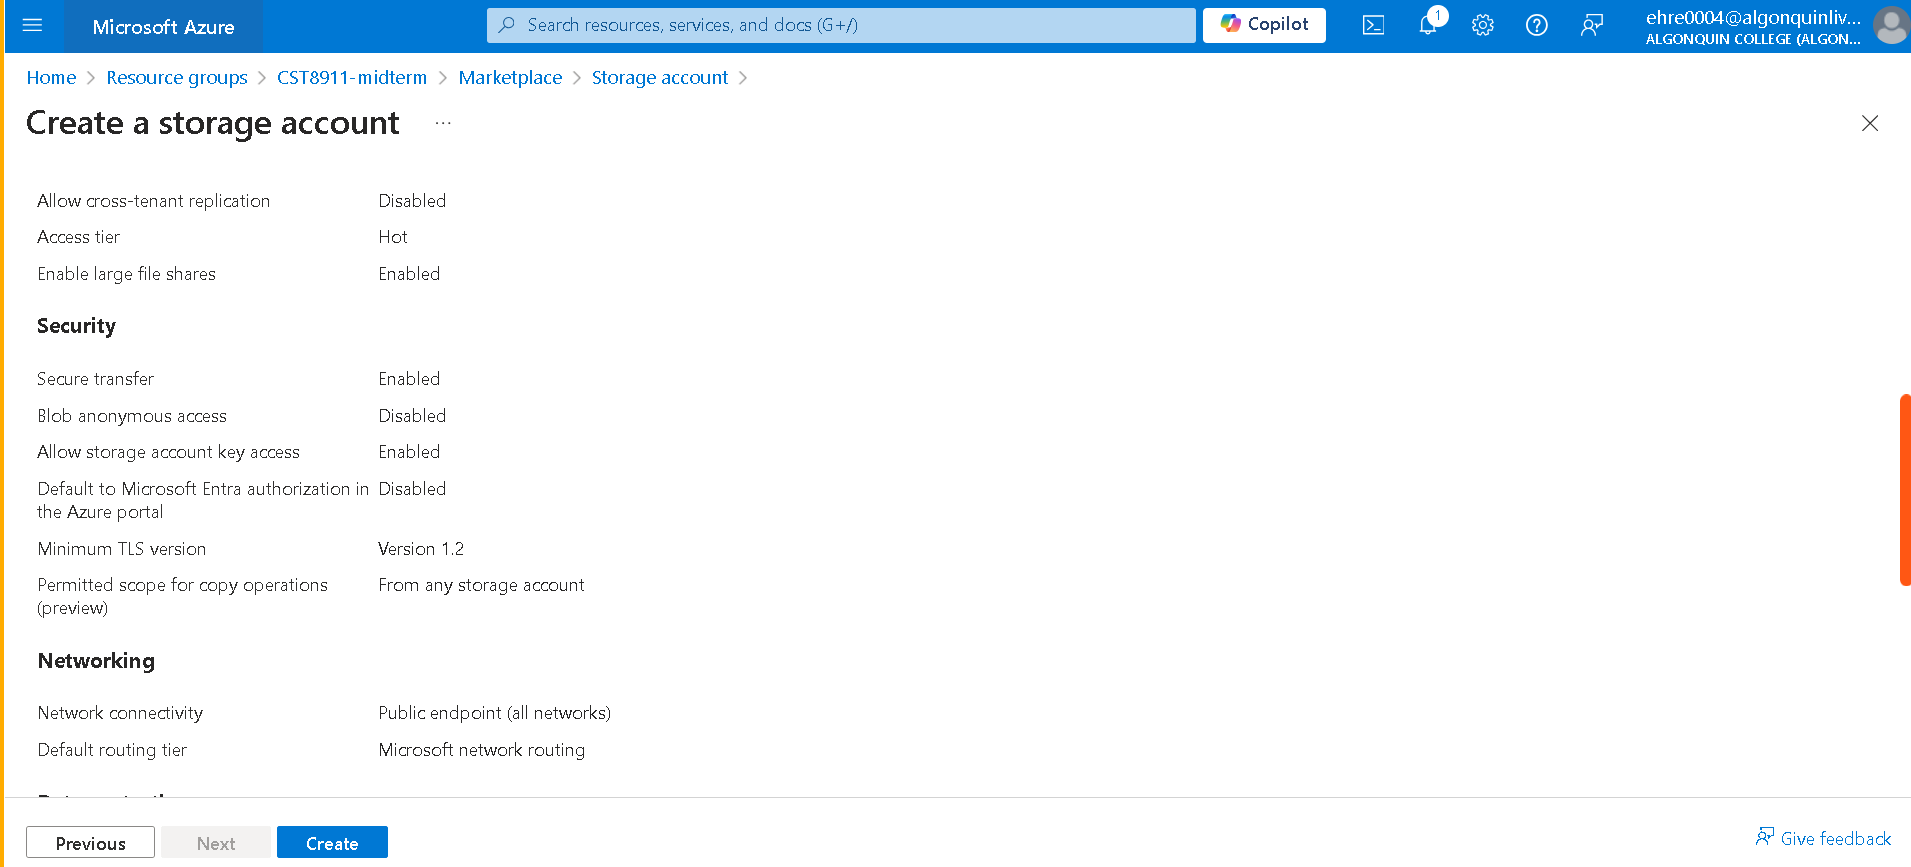 Microsoft Azure
Search resources, services, and docs (G+/)
Copilot
1
ehre0004@algonquinliv...
ALGONQUIN COLLEGE (ALGON...
Home > Resource groups > CST8911-midterm > Marketplace > Storage account >
Create a storage account ...
Allow cross-tenant replication Disabled
Access tier Hot
Enable large file shares Enabled
Security
Secure transfer Enabled
Blob anonymous access Disabled
Allow storage account key access Enabled
Default to Microsoft Entra authorization in Disabled
the Azure portal
Minimum TLS version Version 1.2
Permitted scope for copy operations From any storage account
(preview)
Networking
Network connectivity Public endpoint (all networks)
Default routing tier Microsoft network routing
Previous Next Create
Give feedback